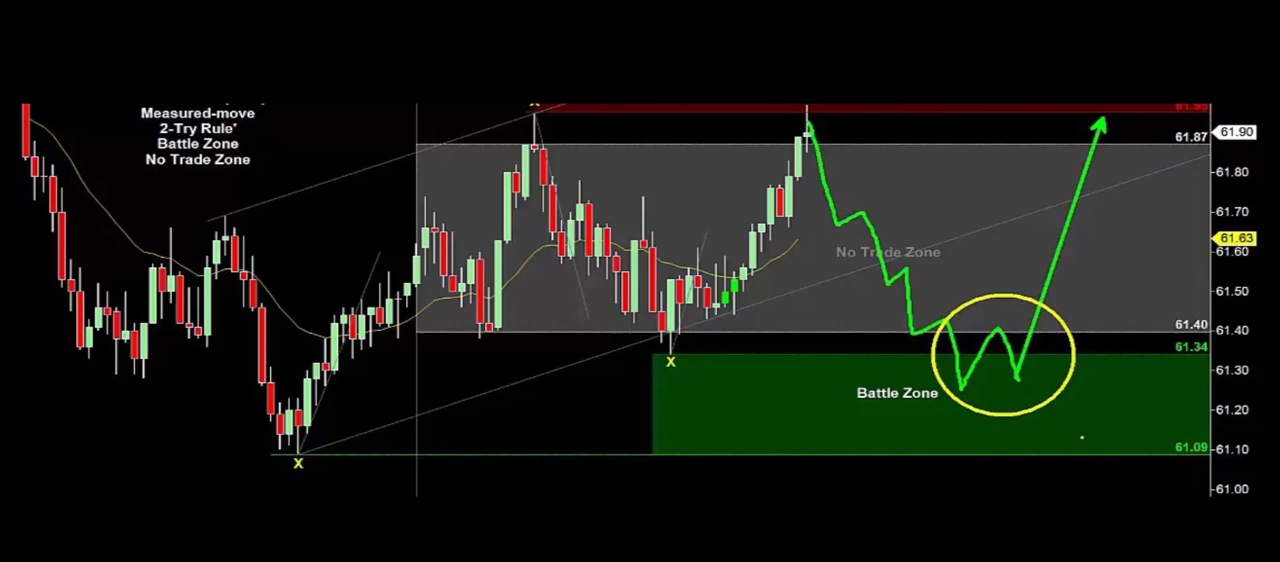 Measured-move
2-Try Rule*
Battle Zone
No Trade Zone
x
61.95
61.87
61.90
61.80
61.70
61.63
61.60
No Trade Zone
61.50
61.40
61.40
61.34
x
61.30
Battle Zone
61.20
61.09
61.10
x
61.00